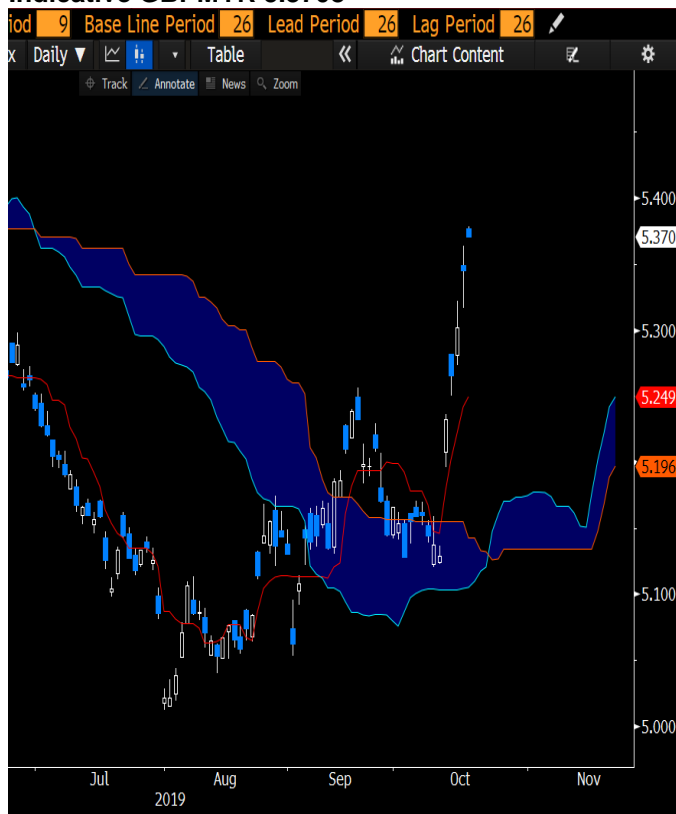 iod 9 Base Line Period 26 Lead Period 26 Lag Period 26
x Daily ▼ Table « Chart Content
Track Annotate News Zoom
5.400
5.370
5.300
5.249
5.196
5.100
5.000
Jul Aug Sep Oct Nov
2019